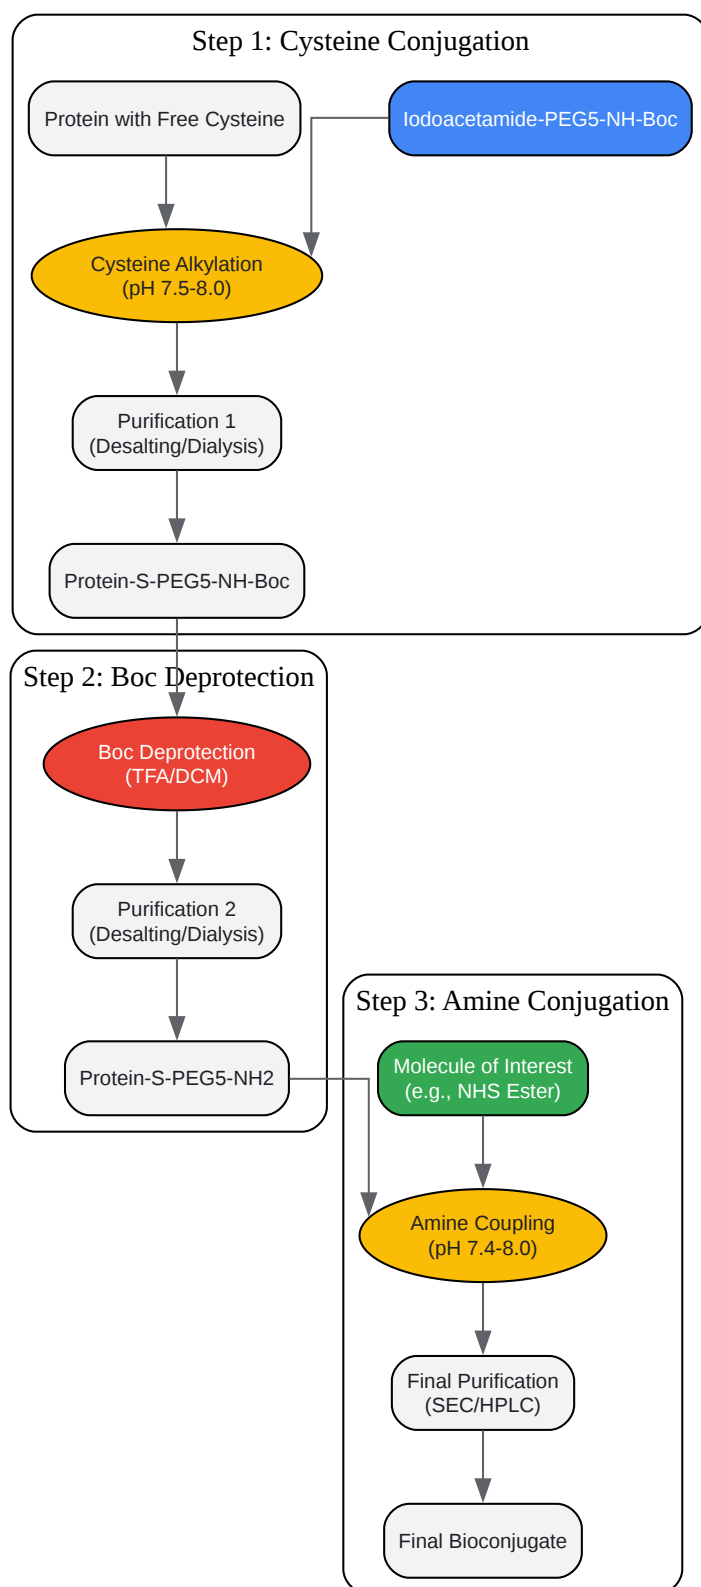 Step 1: Cysteine Conjugation
Protein with Free Cysteine
Iodoacetamide-PEG5-NH-Boc
Cysteine Alkylation
(pH 7.5-8.0)
Purification 1
(Desalting/Dialysis)
Protein-S-PEG5-NH-Boc
Step 2: Boc Deprotection
Boc Deprotection
(TFA/DCM)
Purification 2
(Desalting/Dialysis)
Protein-S-PEG5-NH2
Step 3: Amine Conjugation
Molecule of Interest
(e.g., NHS Ester)
Amine Coupling
(pH 7.4-8.0)
Final Purification
(SEC/HPLC)
Final Bioconjugate